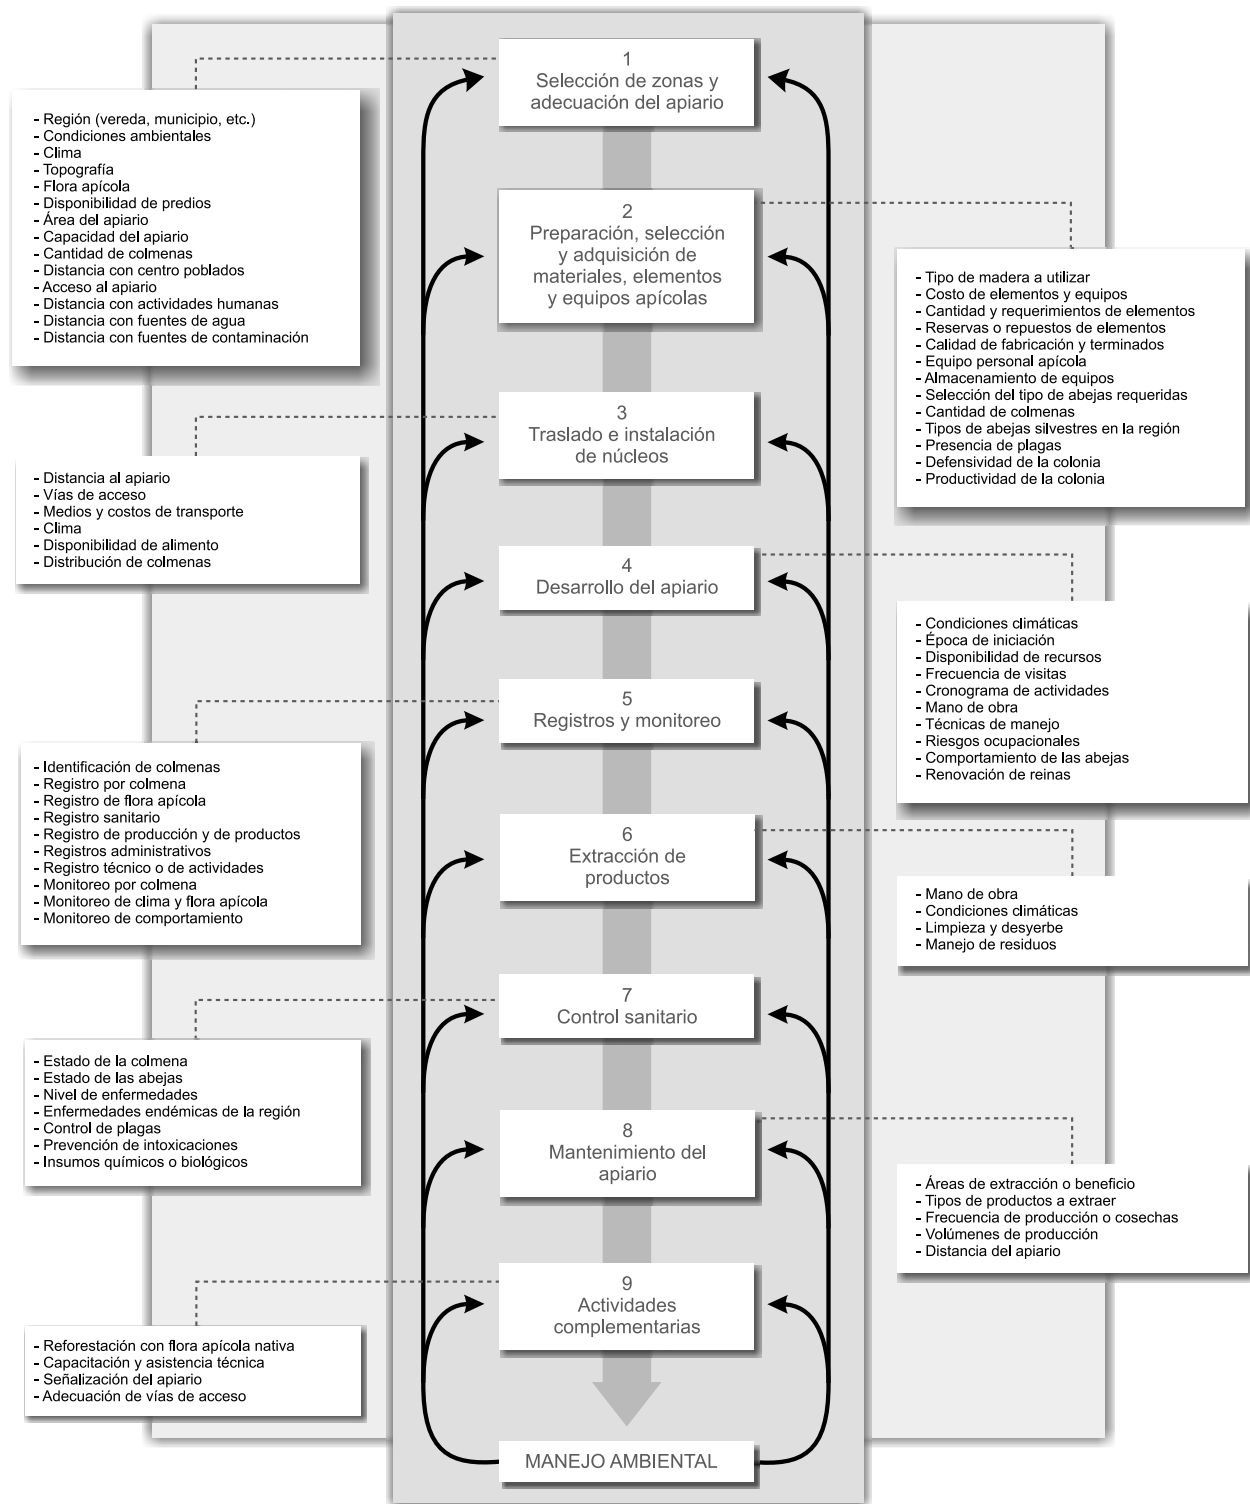 1
Selección de zonas y
adecuación del apiario
- Región (vereda, municipio, etc.)
- Condiciones ambientales
- Clima
- Topografía
- Flora apícola
- Disponibilidad de predios
- Área del apiario
- Capacidad del apiario
- Cantidad de colmenas
- Distancia con centro poblados
- Acceso al apiario
- Distancia con actividades humanas
- Distancia con fuentes de agua
- Distancia con fuentes de contaminación
2
Preparación, selección
y adquisición de
materiales, elementos
y equipos apícolas
- Tipo de madera a utilizar
- Costo de elementos y equipos
- Cantidad y requerimientos de elementos
- Reservas o repuestos de elementos
- Calidad de fabricación y terminados
- Equipo personal apícola
- Almacenamiento de equipos
- Selección del tipo de abejas requeridas
- Cantidad de colmenas
- Tipos de abejas silvestres en la región
- Presencia de plagas
- Defensividad de la colonia
- Productividad de la colonia
3
Traslado e instalación
de núcleos
- Distancia al apiario
- Vías de acceso
- Medios y costos de transporte
- Clima
- Disponibilidad de alimento
- Distribución de colmenas
4
Desarrollo del apiario
- Condiciones climáticas
- Época de iniciación
- Disponibilidad de recursos
- Frecuencia de visitas
- Cronograma de actividades
- Mano de obra
- Técnicas de manejo
- Riesgos ocupacionales
- Comportamiento de las abejas
- Renovación de reinas
5
Registros y monitoreo
- Identificación de colmenas
- Registro por colmena
- Registro de flora apícola
- Registro sanitario
- Registro de producción y de productos
- Registros administrativos
- Registro técnico o de actividades
- Monitoreo por colmena
- Monitoreo de clima y flora apícola
- Monitoreo de comportamiento
6
Extracción de
productos
- Mano de obra
- Condiciones climáticas
- Limpieza y desyerbe
- Manejo de residuos
7
Control sanitario
- Estado de la colmena
- Estado de las abejas
- Nivel de enfermedades
- Enfermedades endémicas de la región
- Control de plagas
- Prevención de intoxicaciones
- Insumos químicos o biológicos
8
Mantenimiento del
apiario
- Áreas de extracción o beneficio
- Tipos de productos a extraer
- Frecuencia de producción o cosechas
- Volúmenes de producción
- Distancia del apiario
9
Actividades
complementarias
- Reforestación con flora apícola nativa
- Capacitación y asistencia técnica
- Señalización del apiario
- Adecuación de vías de acceso
MANEJO AMBIENTAL